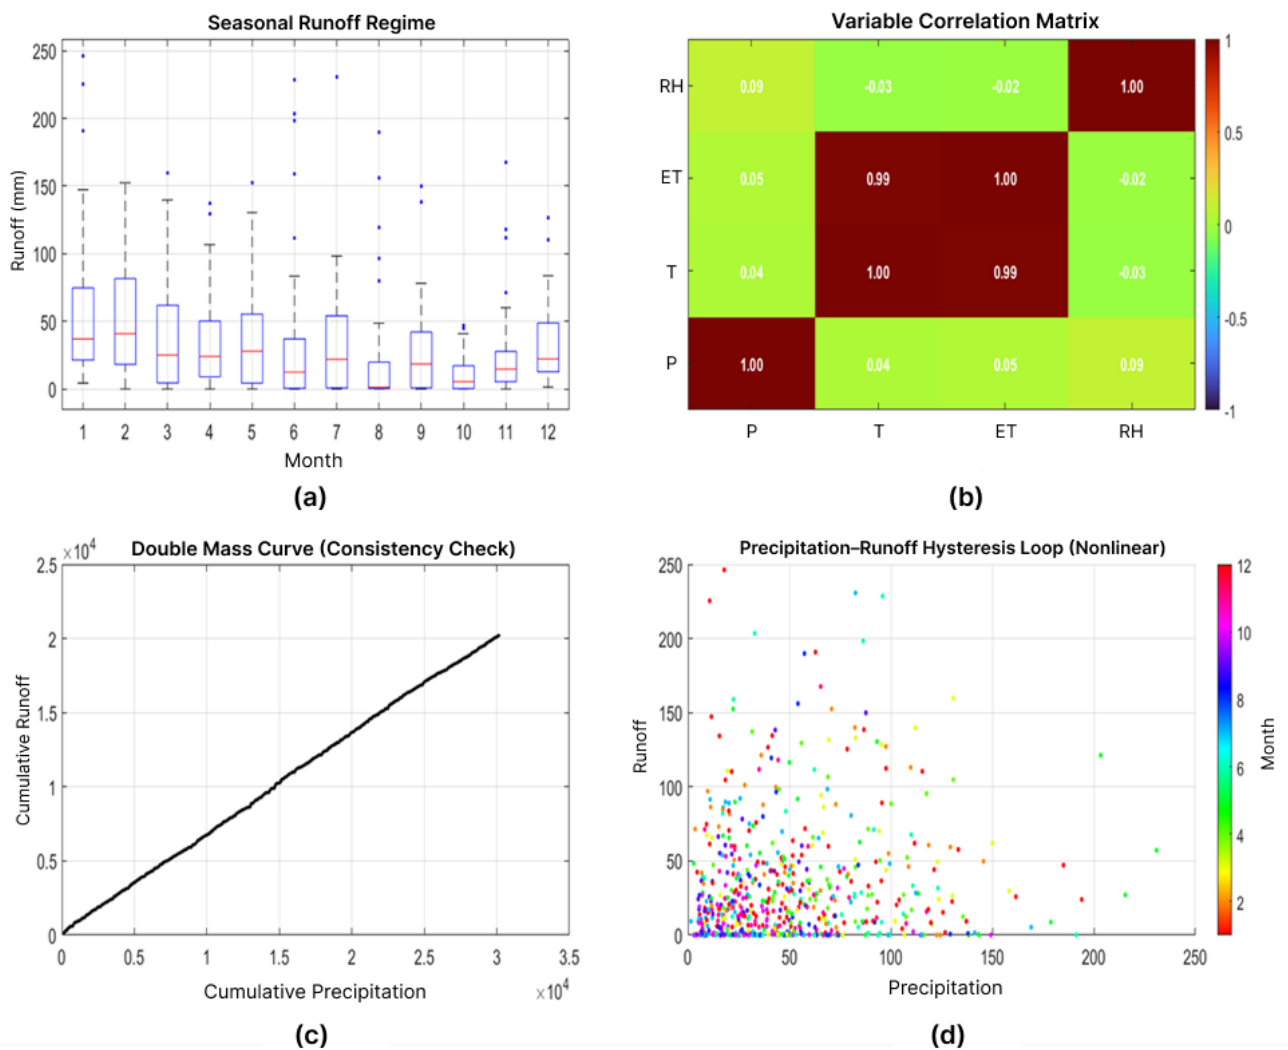 Seasonal Runoff Regime
250
200
150
100
50
0
Runoff (mm)
1 2 3 4 5 6 7 8 9 10 11 12
Month
(a)
Variable Correlation Matrix
RH 0.09 -0.03 -0.02 1.00
ET 0.05 0.99 1.00 -0.02
T 0.04 1.00 0.99 -0.03
P 1.00 0.04 0.05 0.09
P T ET RH
1
0.5
0
-0.5
-1
(b)
Double Mass Curve (Consistency Check)
×10⁴
2.5
2
1.5
1
0.5
0
Cumulative Runoff
0 0.5 1 1.5 2 2.5 3 3.5
Cumulative Precipitation
×10⁴
(c)
Precipitation–Runoff Hysteresis Loop (Nonlinear)
250
200
150
100
50
0
Runoff
0 50 100 150 200 250
Precipitation
12
10
8
6
4
2
Month
(d)